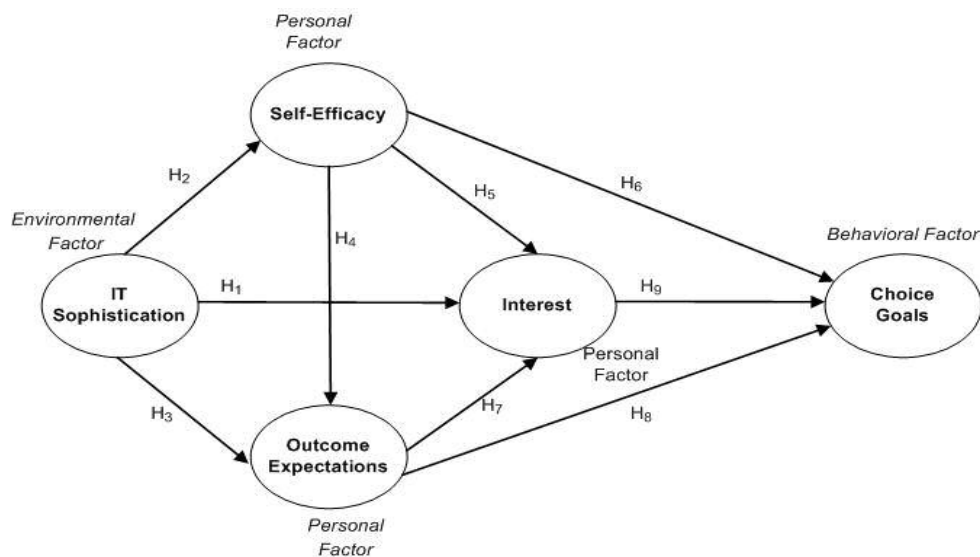 Personal
Factor
Self-Efficacy
H2
H5
H6
Environmental
Factor
H4
Behavioral Factor
IT
Sophistication
H1
Interest
H9
Choice
Goals
Personal
Factor
H3
H7
H8
Outcome
Expectations
Personal
Factor